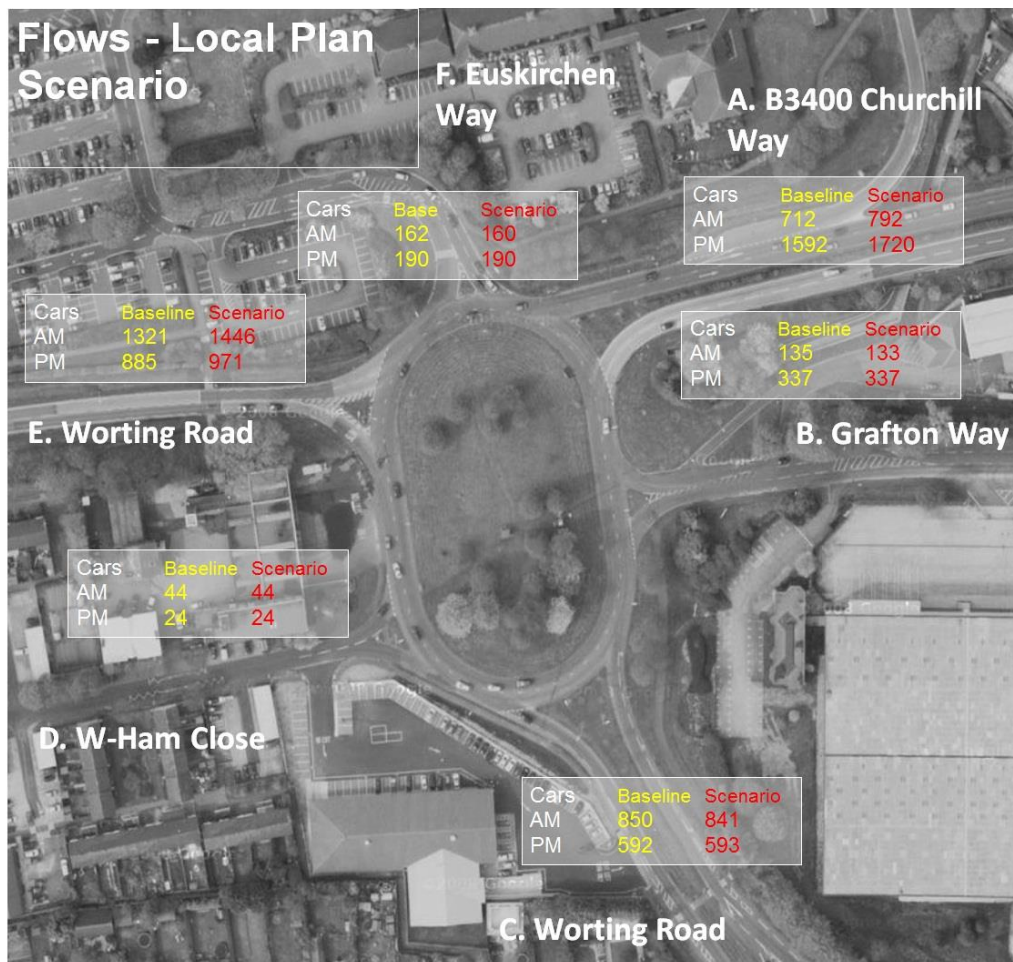 Flows - Local Plan
Scenario
F. Euskirchen
Way
A. B3400 Churchill
Way
Cars Base Scenario
AM 162 160
PM 190 190
Cars Baseline Scenario
AM 712 792
PM 1592 1720
Cars Baseline Scenario
AM 1321 1446
PM 885 971
Cars Baseline Scenario
AM 135 133
PM 337 337
E. Worting Road
B. Grafton Way
Cars Baseline Scenario
AM 44 44
PM 24 24
D. W-Ham Close
Cars Baseline Scenario
AM 850 841
PM 592 593
C. Worting Road